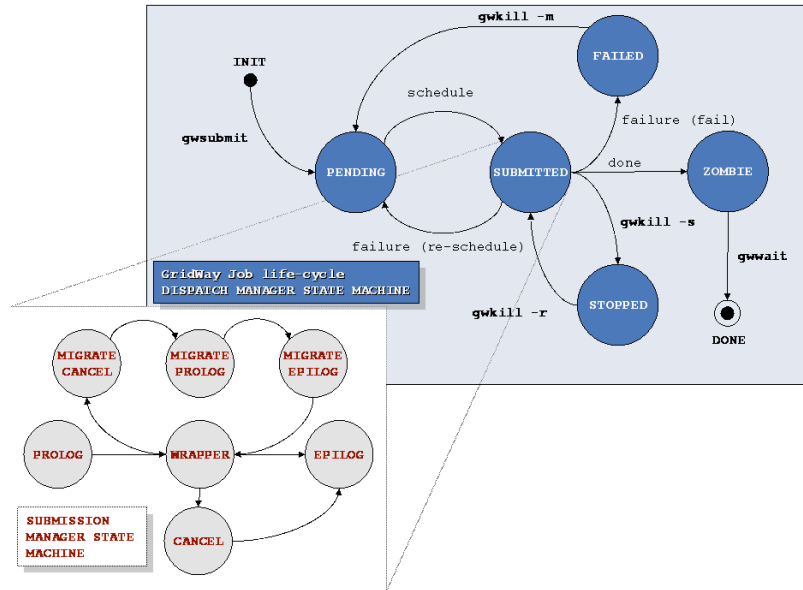 gwkill -m
FAILED
INIT
schedule
gwsubmit
failure (fail)
PENDING
SUBMITTED
done
ZOMBIE
gwkill -s
failure (re-schedule)
gwwait
GridWay Job life-cycle
DISPATCH MANAGER STATE MACHINE
gwkill -r
STOPPED
DONE
MIGRATE
CANCEL
MIGRATE
PROLOG
MIGRATE
EPILOG
PROLOG
WRAPPER
EPILOG
SUBMISSION
MANAGER STATE
MACHINE
CANCEL